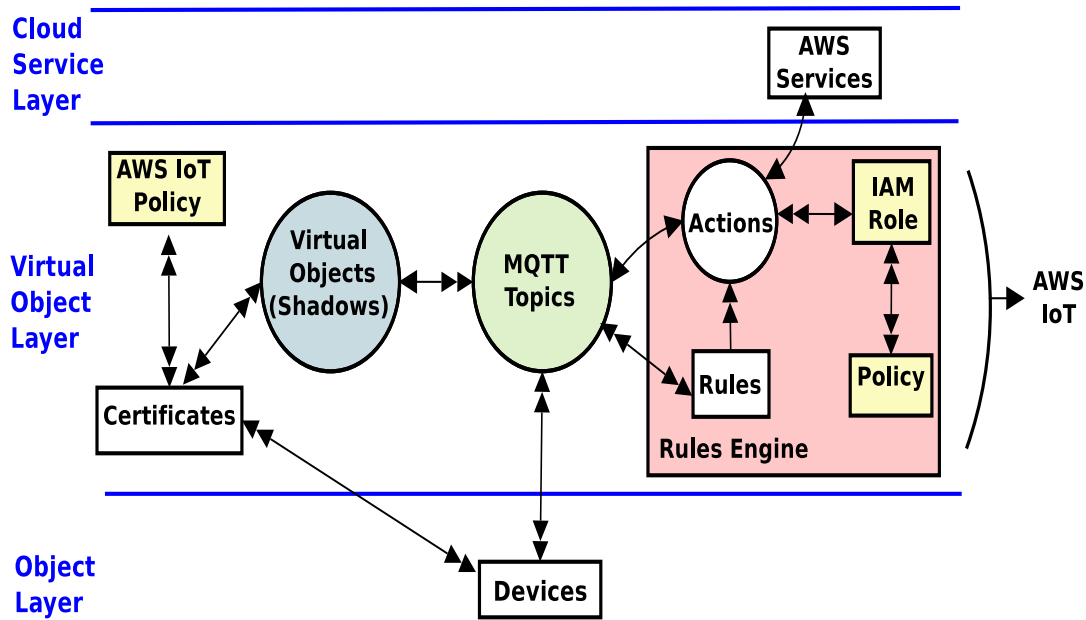 Cloud
Service
Layer
AWS
Services
AWS IoT
Policy
Virtual
Objects
(Shadows)
MQTT
Topics
Actions
IAM
Role
Virtual
Object
Layer
AWS
IoT
Certificates
Rules
Policy
Rules Engine
Object
Layer
Devices